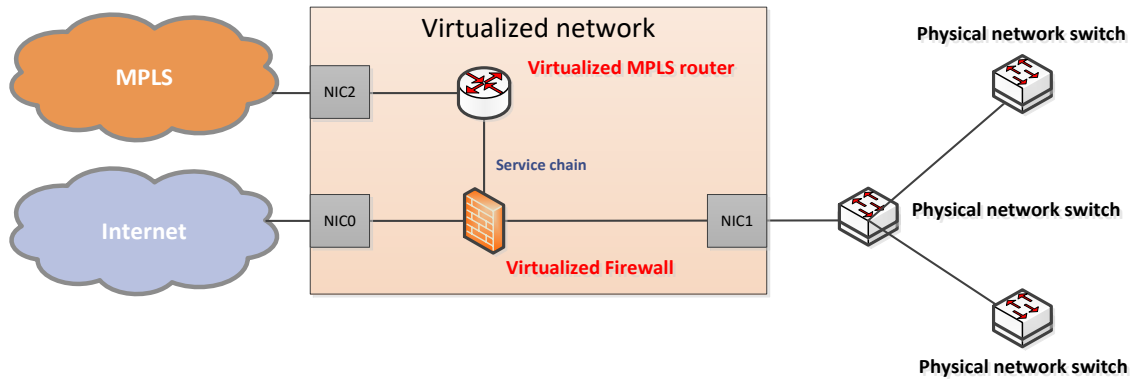 Virtualized network
Physical network switch
MPLS
NIC2
Virtualized MPLS router
Service chain
Internet
NIC0
NIC1
Physical network switch
Virtualized Firewall
Physical network switch